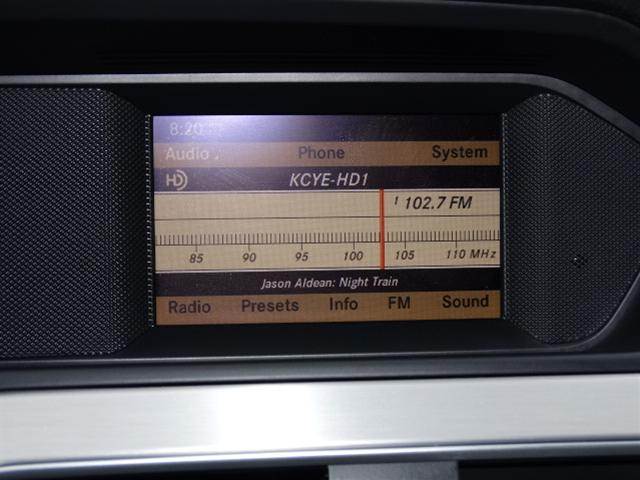 8:20
Audio Phone System
HD KCYE-HD1
1 102.7 FM
85 90 95 100 105 110 MHz
Jason Aldean: Night Train
Radio Presets Info FM Sound